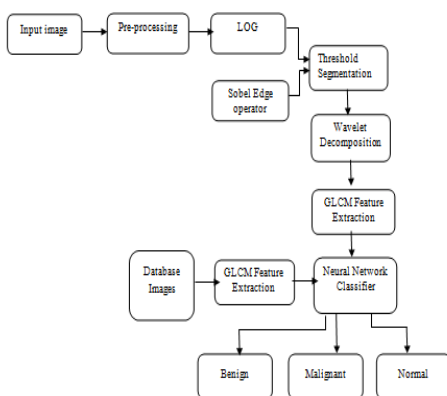 Input image
Pre-processing
LOG
Threshold
Segmentation
Sobel Edge
operator
Wavelet
Decomposition
GLCM Feature
Extraction
Database
Images
GLCM Feature
Extraction
Neural Network
Classifier
Benign
Malignant
Normal